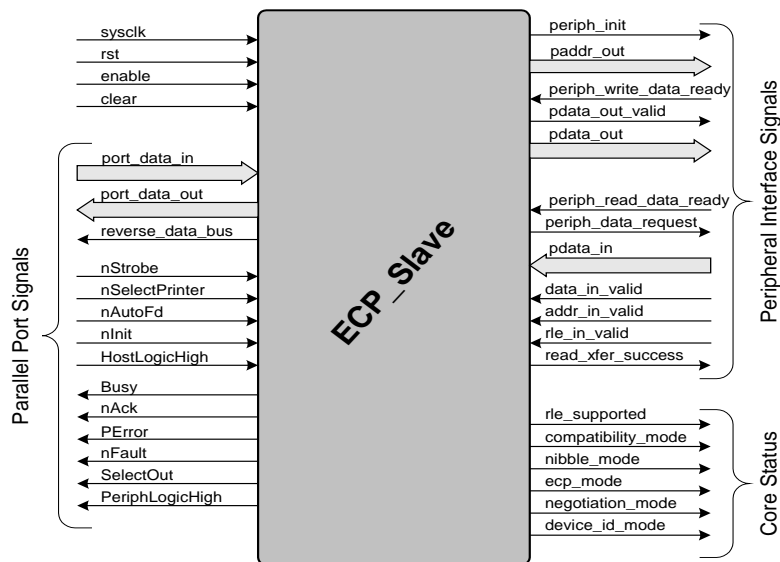 sysclk
rst
enable
clear
Parallel Port Signals
port_data_in
port_data_out
reverse_data_bus
nStrobe
nSelectPrinter
nAutoFd
nInit
HostLogicHigh
Busy
nAck
PError
nFault
SelectOut
PeriphLogicHigh
ECP_Slave
periph_init
paddr_out
periph_write_data_ready
pdata_out_valid
pdata_out
periph_read_data_ready
periph_data_request
pdata_in
data_in_valid
addr_in_valid
rle_in_valid
read_xfer_success
Peripheral Interface Signals
rle_supported
compatibility_mode
nibble_mode
ecp_mode
negotiation_mode
device_id_mode
Core Status